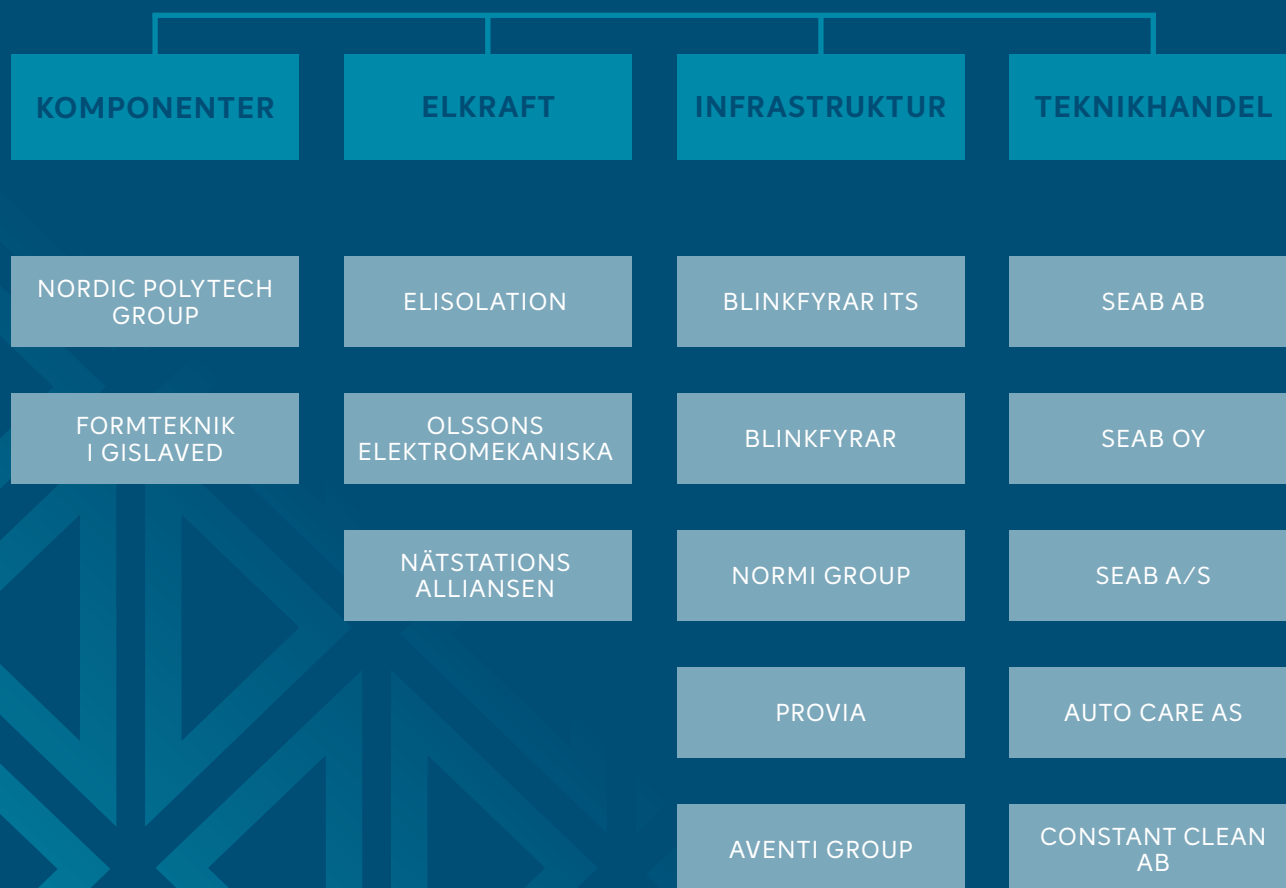 KOMPONENTER
ELKRAFT
INFRASTRUKTUR
TEKNIKHANDEL
NORDIC POLYTECH
GROUP
ELISOLATION
BLINKFYRAR ITS
SEAB AB
FORMTEKNIK
I GISLAVED
OLSSONS
ELEKTROMEKANISKA
BLINKFYRAR
SEAB OY
NÄTSTATIONS
ALLIANSEN
NORMI GROUP
SEAB A/S
PROVIA
AUTO CARE AS
AVENTI GROUP
CONSTANT CLEAN
AB